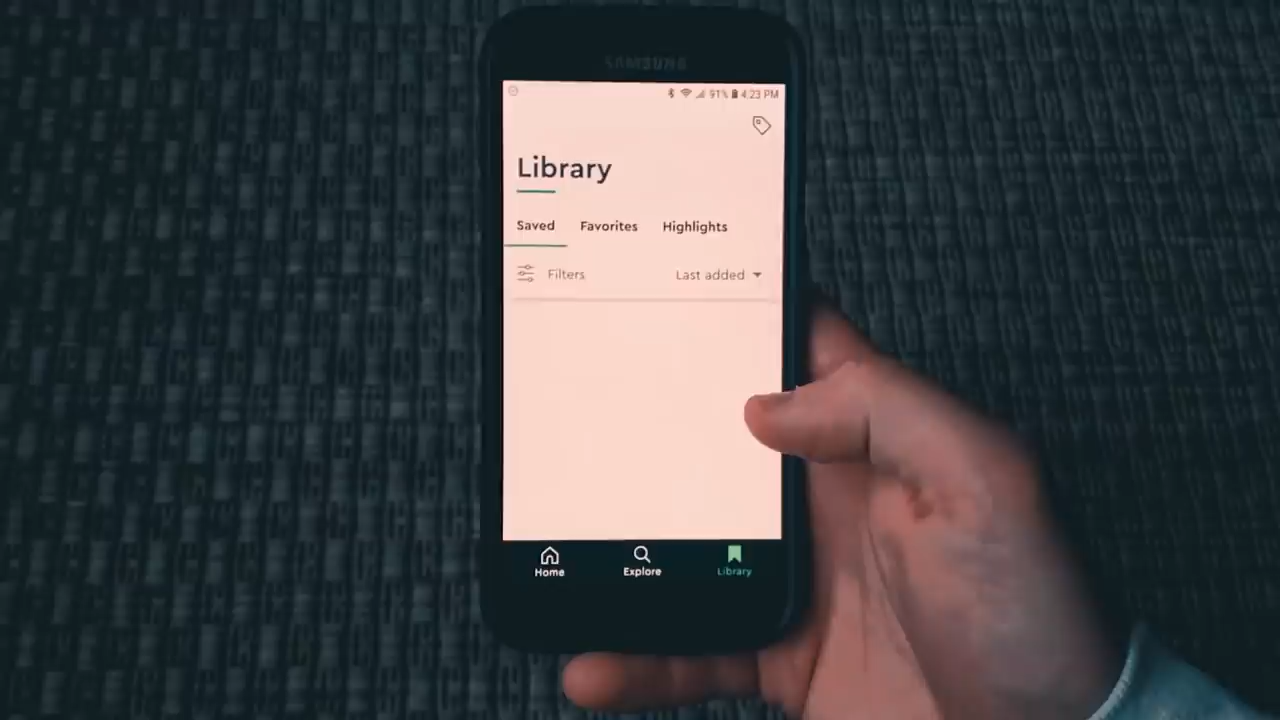 SAMSUNG
91% 4:23 PM
Library
Saved Favorites Highlights
Filters Last added
Home Explore Library